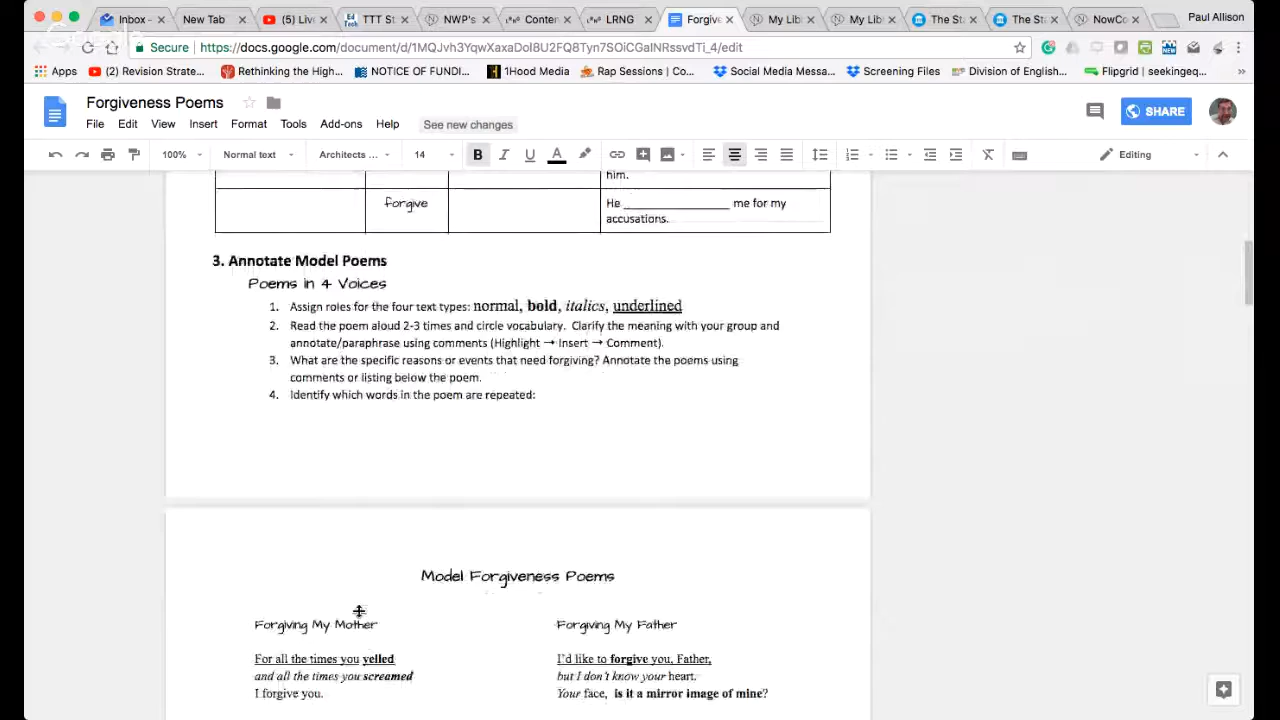 Inbox -
New Tab
(5) Live
TTT St
NWP's
Conter
LRNG
Forgive
My Lib
My Lib
The St
The Str
NowCo
Paul Allison
Secure
https://docs.google.com/document/d/1MQJvh3YqwXaxaDoI8U2FQ8Tyn7SOiCGaINRssvdTi_4/edit
Apps
(2) Revision Strate...
Rethinking the High...
NOTICE OF FUNDI...
1Hood Media
Rap Sessions | Co...
Social Media Messa...
Screening Files
Division of English...
Flipgrid | seekingeq...
»
Forgiveness Poems
SHARE
File Edit View Insert Format Tools Add-ons Help See new changes
100% Normal text Architects ... 14 B I U A Editing
him.
forgive
He __________________ me for my
accusations.
3. Annotate Model Poems
Poems in 4 Voices
1. Assign roles for the four text types: normal, bold, italics, underlined
2. Read the poem aloud 2-3 times and circle vocabulary. Clarify the meaning with your group and
annotate/paraphrase using comments (Highlight → Insert → Comment).
3. What are the specific reasons or events that need forgiving? Annotate the poems using
comments or listing below the poem.
4. Identify which words in the poem are repeated:
Model Forgiveness Poems
Forgiving My Mother
For all the times you yelled
and all the times you screamed
I forgive you.
Forgiving My Father
I'd like to forgive you, Father,
but I don't know your heart.
Your face, is it a mirror image of mine?